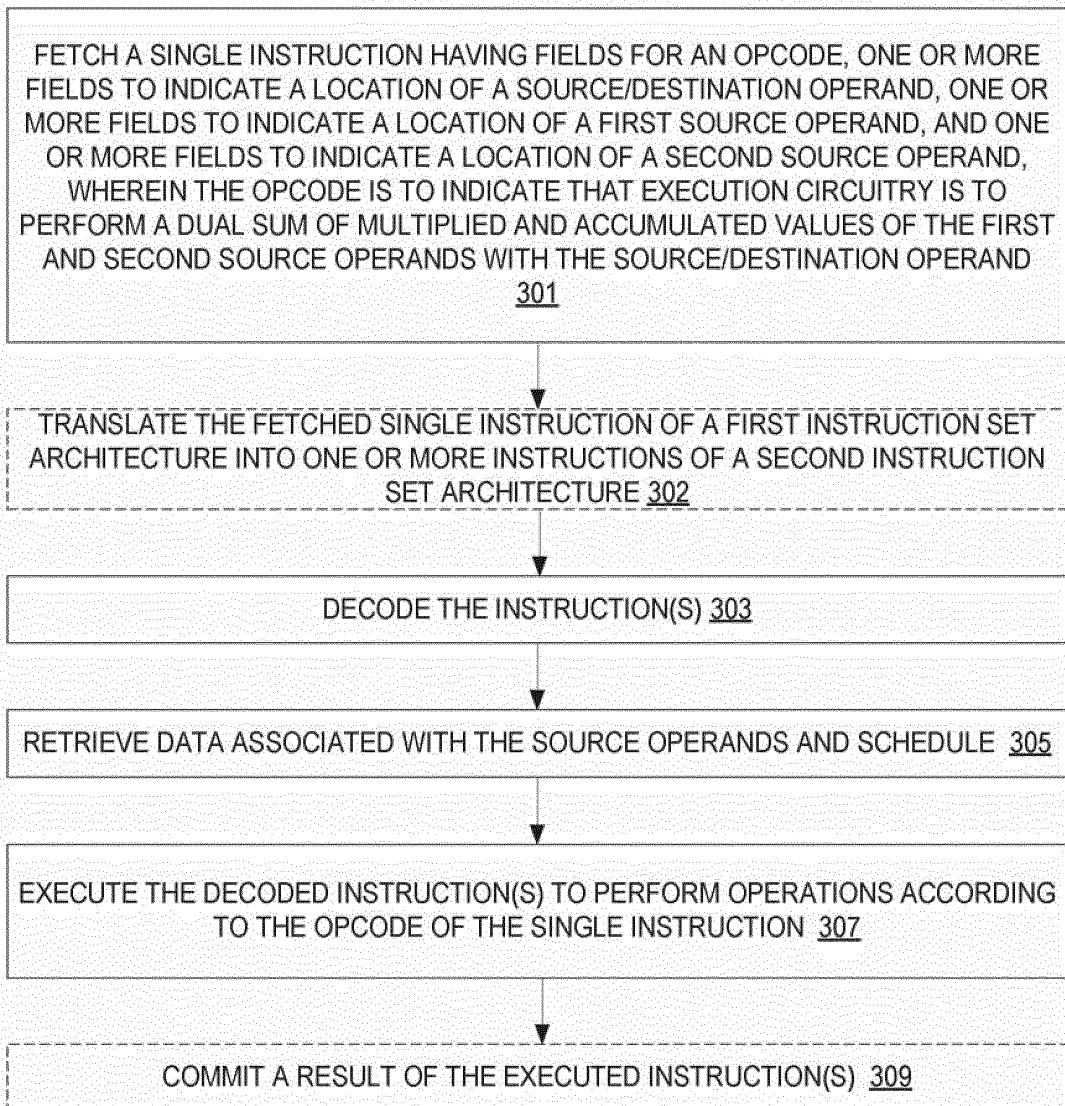 FETCH A SINGLE INSTRUCTION HAVING FIELDS FOR AN OPCODE, ONE OR MORE
FIELDS TO INDICATE A LOCATION OF A SOURCE/DESTINATION OPERAND, ONE OR
MORE FIELDS TO INDICATE A LOCATION OF A FIRST SOURCE OPERAND, AND ONE
OR MORE FIELDS TO INDICATE A LOCATION OF A SECOND SOURCE OPERAND,
WHEREIN THE OPCODE IS TO INDICATE THAT EXECUTION CIRCUITRY IS TO
PERFORM A DUAL SUM OF MULTIPLIED AND ACCUMULATED VALUES OF THE FIRST
AND SECOND SOURCE OPERANDS WITH THE SOURCE/DESTINATION OPERAND
301
TRANSLATE THE FETCHED SINGLE INSTRUCTION OF A FIRST INSTRUCTION SET
ARCHITECTURE INTO ONE OR MORE INSTRUCTIONS OF A SECOND INSTRUCTION
SET ARCHITECTURE 302
DECODE THE INSTRUCTION(S) 303
RETRIEVE DATA ASSOCIATED WITH THE SOURCE OPERANDS AND SCHEDULE 305
EXECUTE THE DECODED INSTRUCTION(S) TO PERFORM OPERATIONS ACCORDING
TO THE OPCODE OF THE SINGLE INSTRUCTION 307
COMMIT A RESULT OF THE EXECUTED INSTRUCTION(S) 309